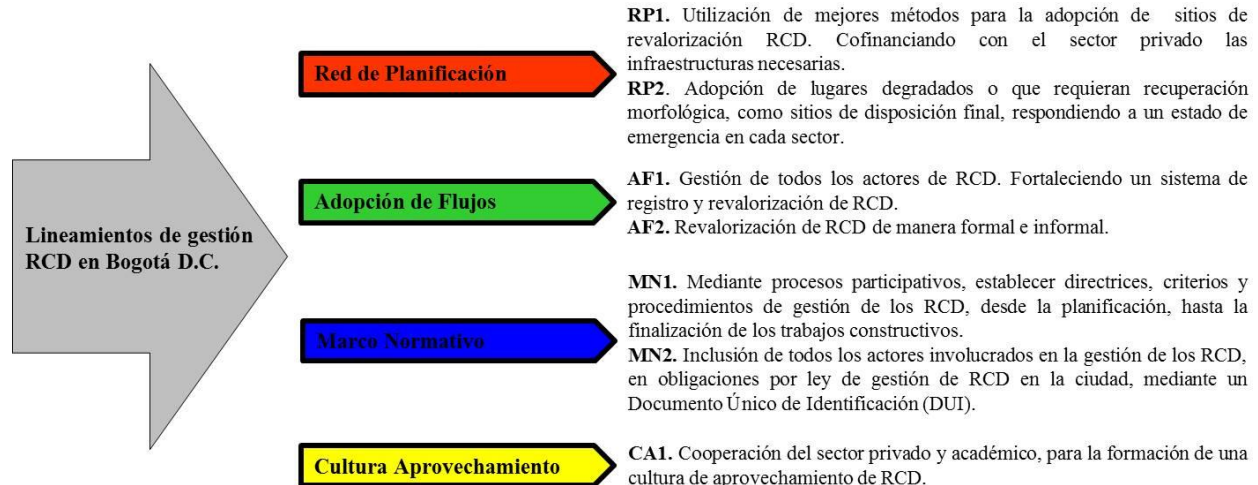 Lineamientos de gestión
RCD en Bogotá D.C.
Red de Planificación
RP1. Utilización de mejores métodos para la adopción de sitios de
revalorización RCD. Cofinanciando con el sector privado las
infraestructuras necesarias.
RP2. Adopción de lugares degradados o que requieran recuperación
morfológica, como sitios de disposición final, respondiendo a un estado de
emergencia en cada sector.
Adopción de Flujos
AF1. Gestión de todos los actores de RCD. Fortaleciendo un sistema de
registro y revalorización de RCD.
AF2. Revalorización de RCD de manera formal e informal.
Marco Normativo
MN1. Mediante procesos participativos, establecer directrices, criterios y
procedimientos de gestión de los RCD, desde la planificación, hasta la
finalización de los trabajos constructivos.
MN2. Inclusión de todos los actores involucrados en la gestión de los RCD,
en obligaciones por ley de gestión de RCD en la ciudad, mediante un
Documento Único de Identificación (DUI).
Cultura Aprovechamiento
CA1. Cooperación del sector privado y académico, para la formación de una
cultura de aprovechamiento de RCD.